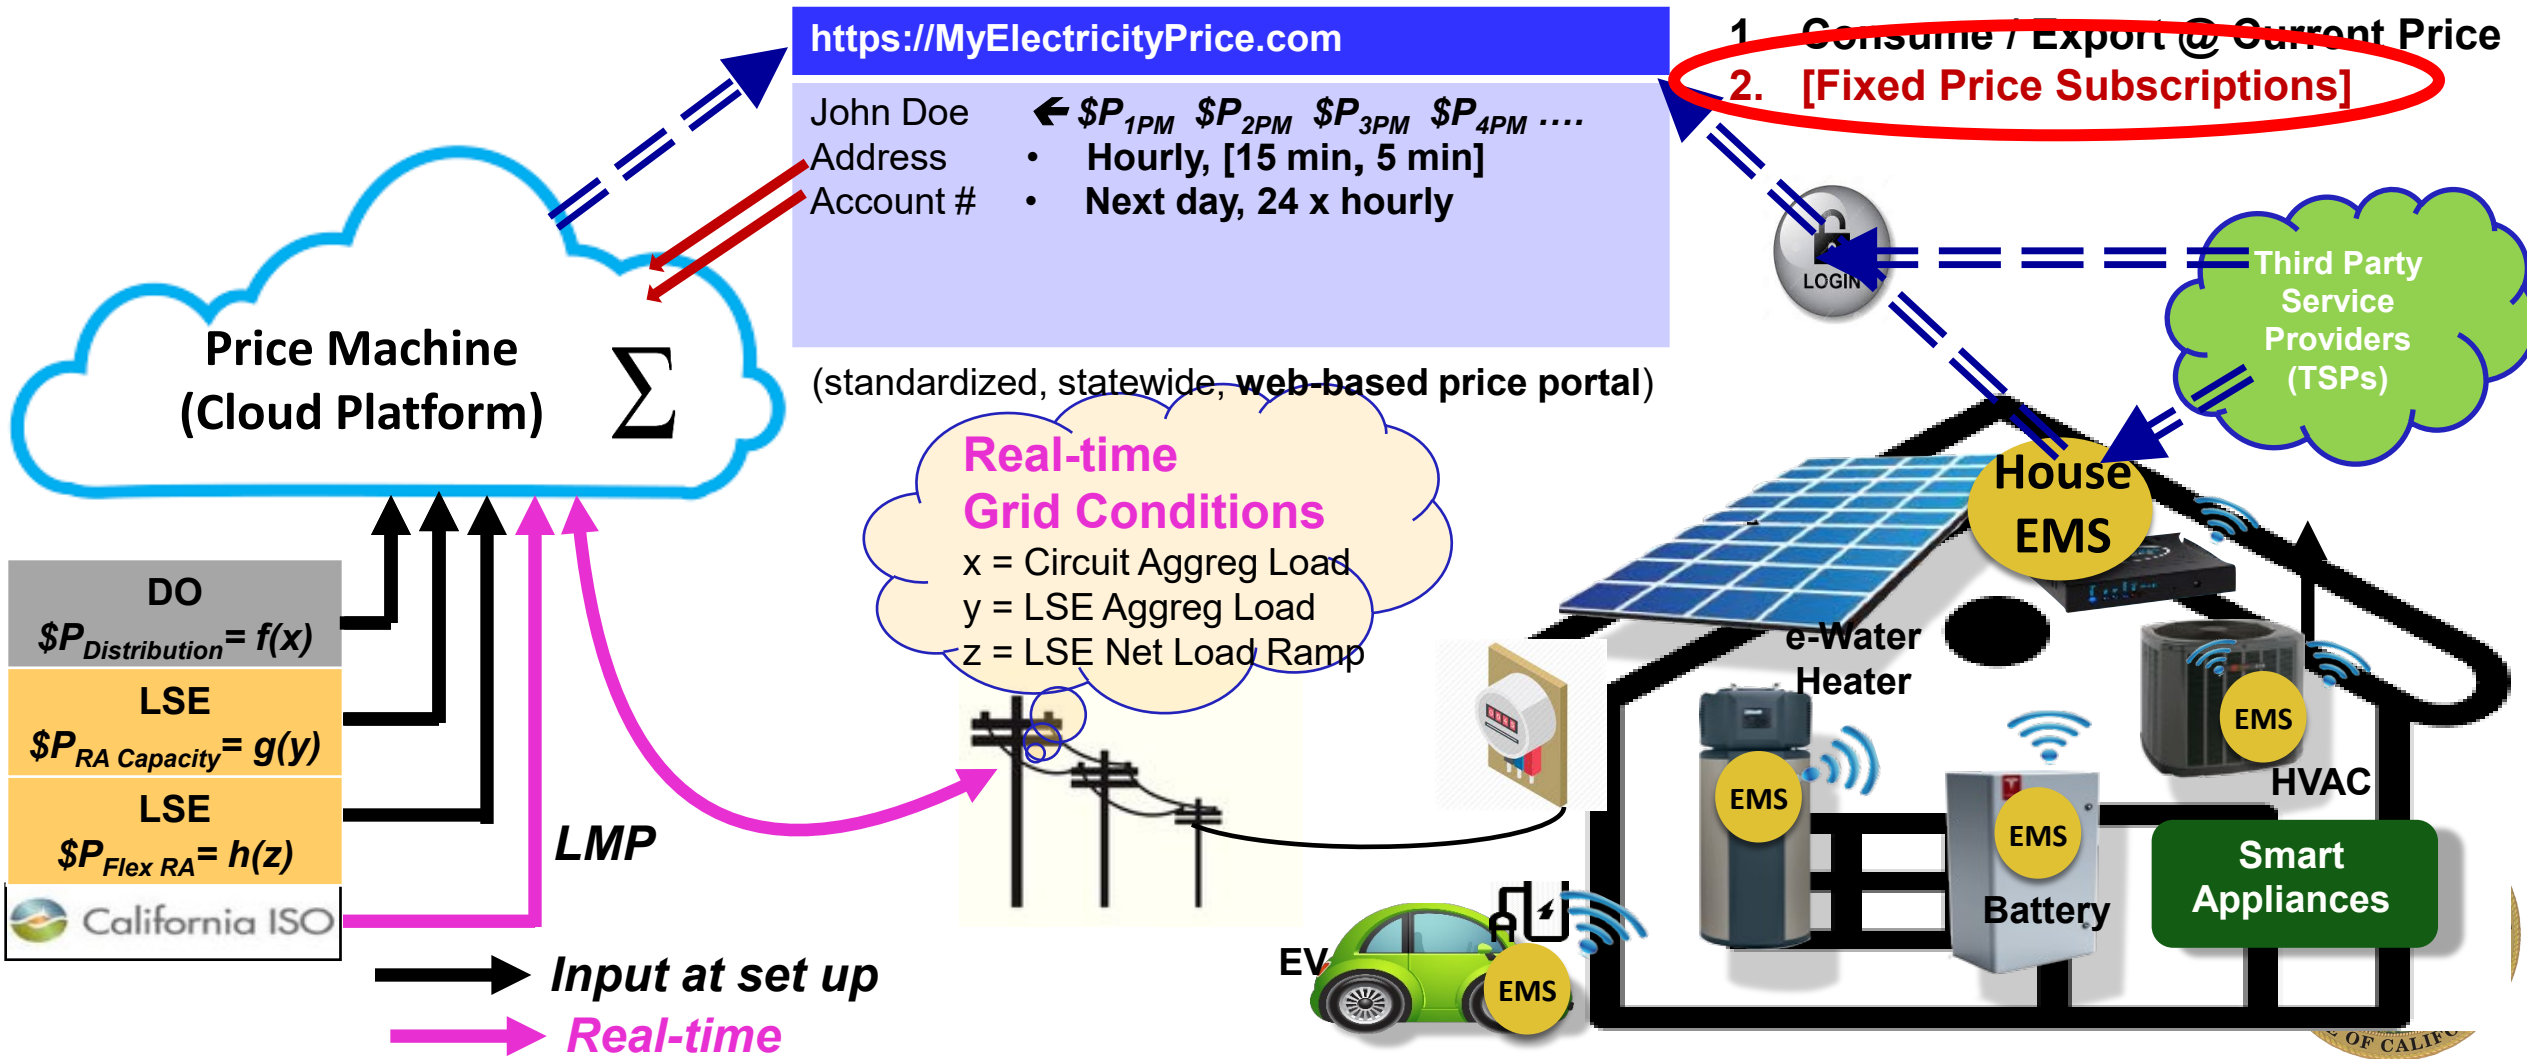 https://MyElectricityPrice.com
John Doe ← $P1PM $P2PM $P3PM $P4PM ....
Address • Hourly, [15 min, 5 min]
Account # • Next day, 24 x hourly
(standardized, statewide, web-based price portal)
1. Consume / Export @ Current Price
2. [Fixed Price Subscriptions]
LOGIN
Third Party
Service
Providers
(TSPs)
Price Machine
(Cloud Platform)
Σ
Real-time
Grid Conditions
x = Circuit Aggreg Load
y = LSE Aggreg Load
z = LSE Net Load Ramp
DO
$PDistribution= f(x)
LSE
$PRA Capacity= g(y)
LSE
$PFlex RA= h(z)
California ISO
LMP
Input at set up
Real-time
House
EMS
e-Water
Heater
EMS
EMS
Battery
EMS
HVAC
Smart
Appliances
EV
EMS
OF CALIFO